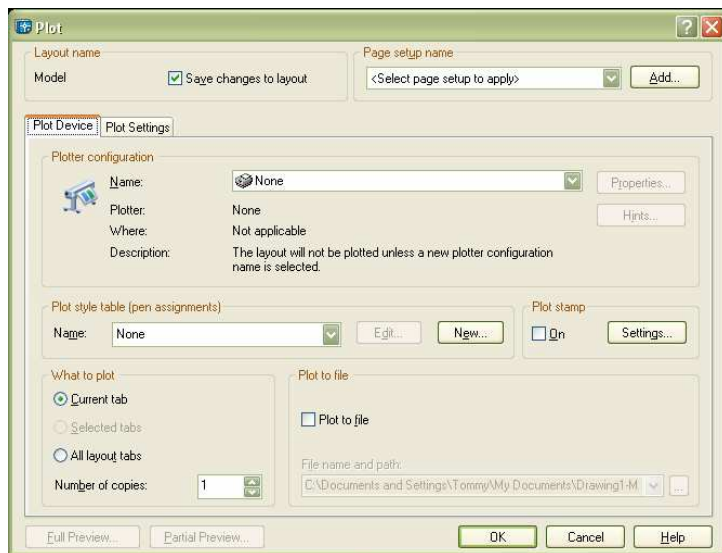 Plot
Layout name
Model
Save changes to layout
Page setup name
<Select page setup to apply>
Add...
Plot Device
Plot Settings
Plotter configuration
Name:
None
Properties...
Plotter:
None
Hints...
Where:
Not applicable
Description:
The layout will not be plotted unless a new plotter configuration
name is selected.
Plot style table (pen assignments)
Name:
None
Edit...
New...
Plot stamp
On
Settings...
What to plot
Current tab
Selected tabs
All layout tabs
Number of copies:
1
Plot to file
Plot to file
File name and path:
C:\Documents and Settings\Tommy\My Documents\Drawing1-M
...
Full Preview...
Partial Preview...
OK
Cancel
Help